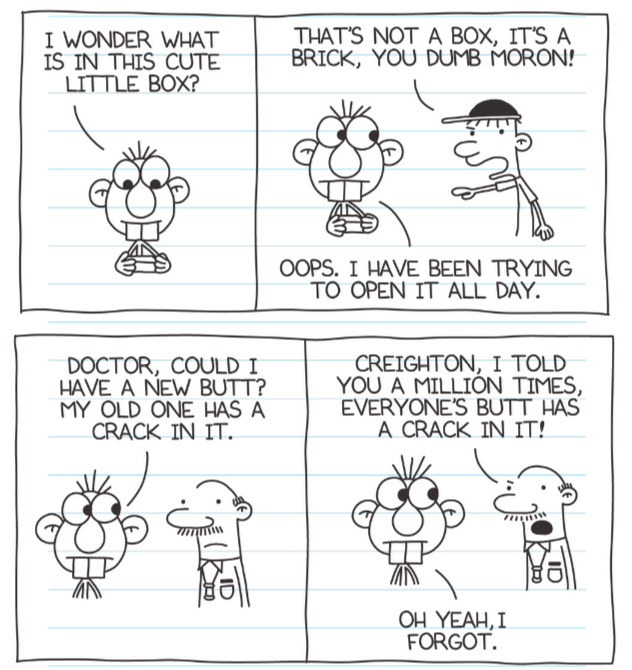 I WONDER WHAT
IS IN THIS CUTE
LITTLE BOX?
THAT'S NOT A BOX, IT'S A
BRICK, YOU DUMB MORON!
OOPS. I HAVE BEEN TRYING
TO OPEN IT ALL DAY.
DOCTOR, COULD I
HAVE A NEW BUTT?
MY OLD ONE HAS A
CRACK IN IT.
CREIGHTON, I TOLD
YOU A MILLION TIMES,
EVERYONE'S BUTT HAS
A CRACK IN IT!
OH YEAH, I
FORGOT.